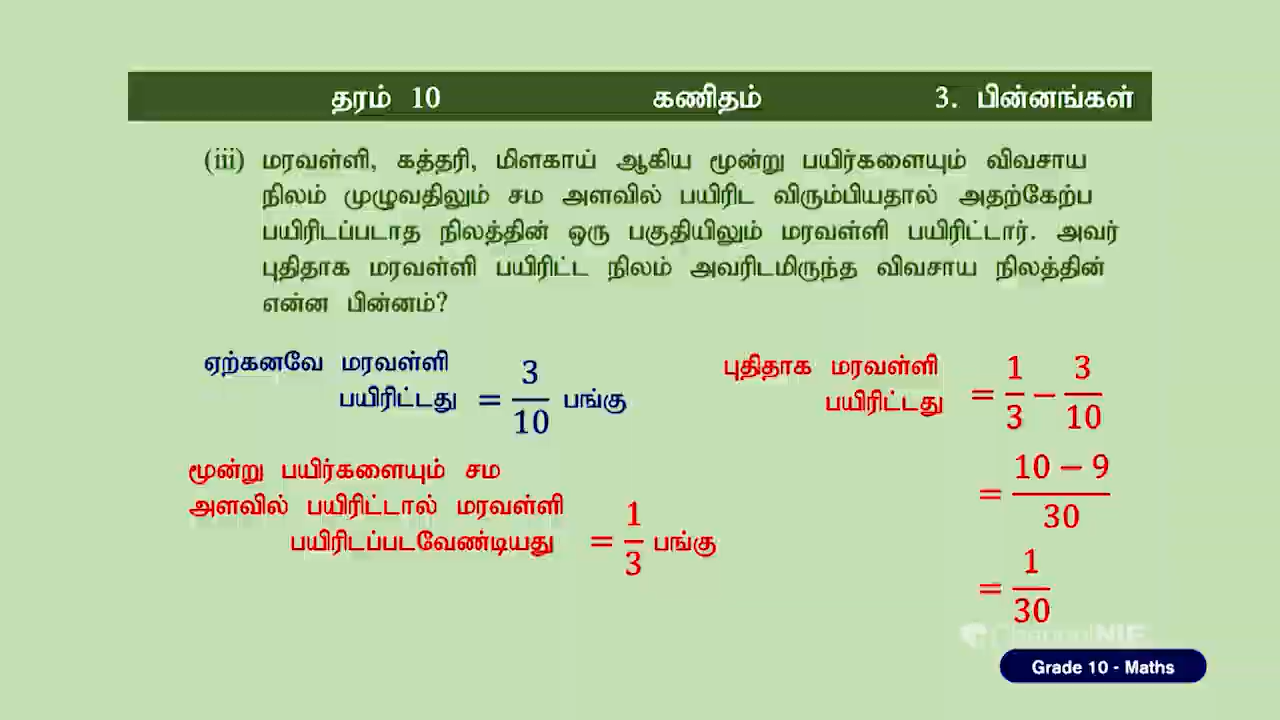 தரம் 10 கணிதம் 3. பின்னங்கள்
(iii) மரவள்ளி, கத்தரி, மிளகாய் ஆகிய மூன்று பயிர்களையும் விவசாய
நிலம் முழுவதிலும் சம அளவில் பயிரிட விரும்பியதால் அதற்கேற்ப
பயிரிடப்படாத நிலத்தின் ஒரு பகுதியிலும் மரவள்ளி பயிரிட்டார். அவர்
புதிதாக மரவள்ளி பயிரிட்ட நிலம் அவரிடமிருந்த விவசாய நிலத்தின்
என்ன பின்னம்?
ஏற்கனவே மரவள்ளி
பயிரிட்டது = 3/10 பங்கு
மூன்று பயிர்களையும் சம
அளவில் பயிரிட்டால் மரவள்ளி
பயிரிடப்படவேண்டியது = 1/3 பங்கு
புதிதாக மரவள்ளி
பயிரிட்டது = 1/3 − 3/10
= 10 − 9/30
= 1/30
Channel NIE
Grade 10 - Maths